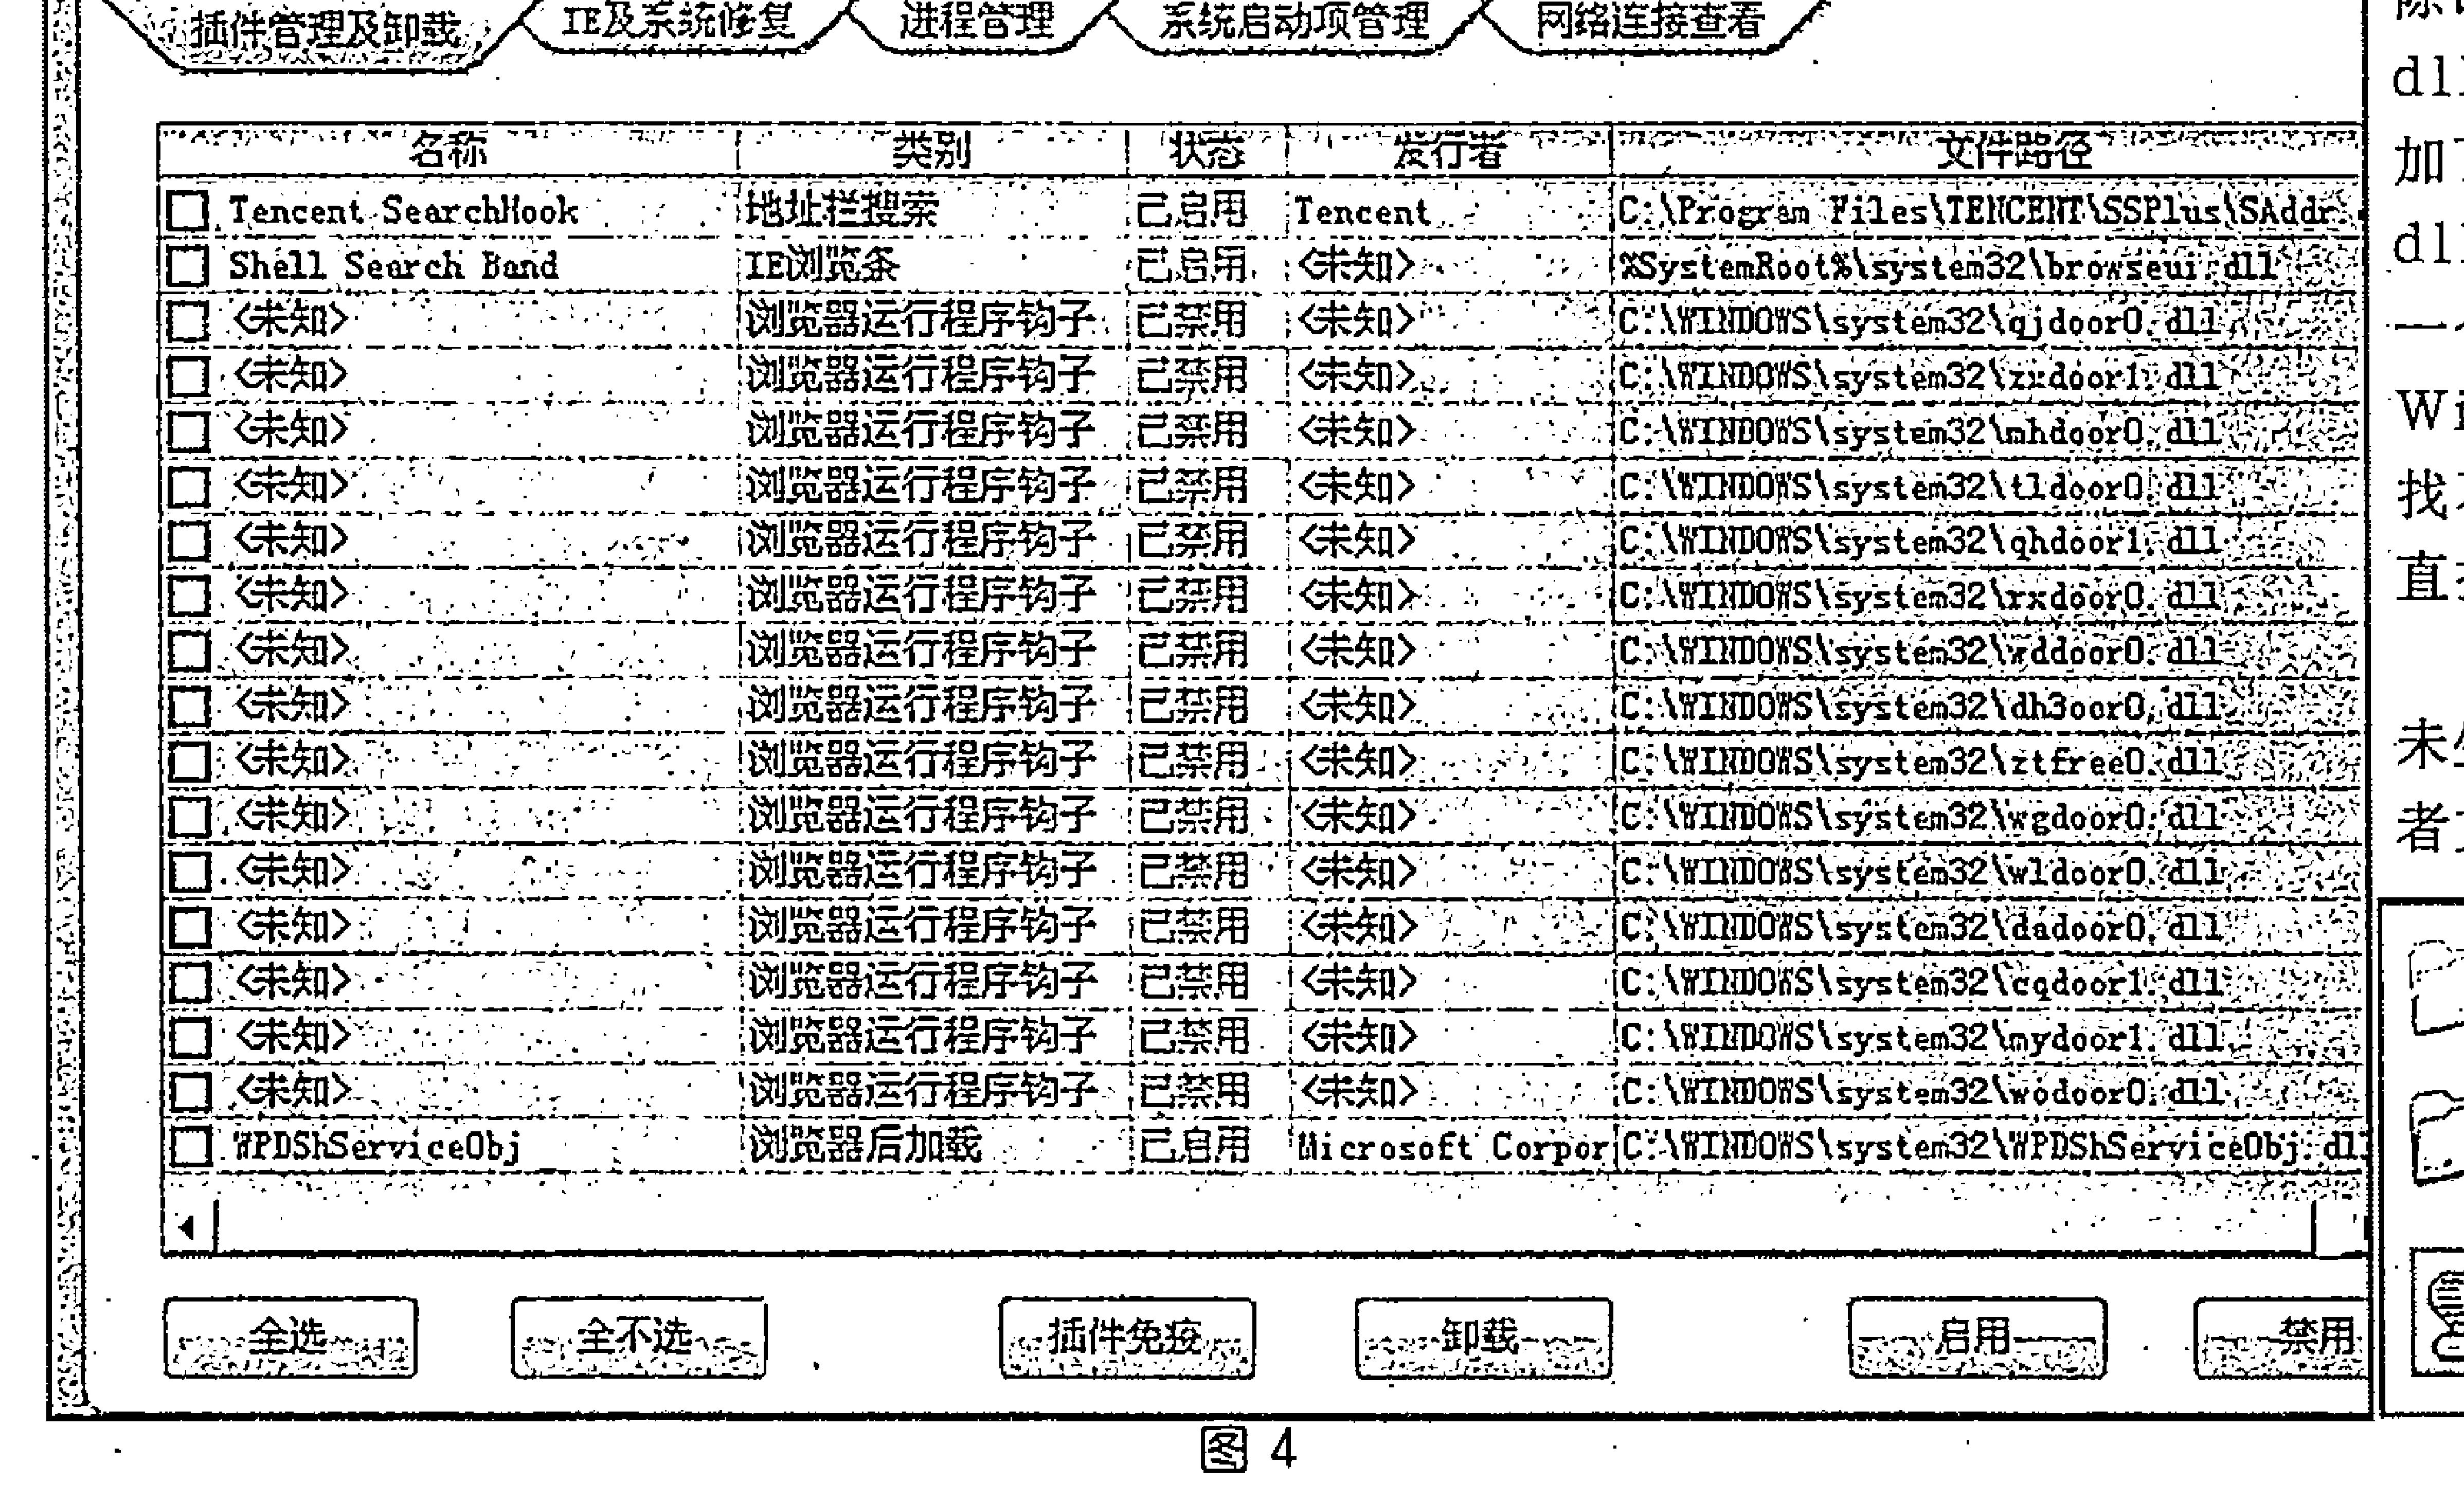 插件管理及卸载 IE及系统修复 进程管理 系统启动项管理 网络连接查看
名称 类别 状态 发行者 文件路径
Tencent SearchHook 地址栏搜索 已启用 Tencent C:\Program Files\TENCENT\SSPlus\SAddr.
Shell Search Band IE浏览条 已启用 <未知> %SystemRoot%\system32\browseui.dll
<未知> 浏览器运行程序钩子 已禁用 <未知> C:\WINDOWS\system32\qjdoor0.dll
<未知> 浏览器运行程序钩子 已禁用 <未知> C:\WINDOWS\system32\zxdoor1.dll
<未知> 浏览器运行程序钩子 已禁用 <未知> C:\WINDOWS\system32\mhdoor0.dll
<未知> 浏览器运行程序钩子 已禁用 <未知> C:\WINDOWS\system32\tldoor0.dll
<未知> 浏览器运行程序钩子 已禁用 <未知> C:\WINDOWS\system32\qhdoor1.dll
<未知> 浏览器运行程序钩子 已禁用 <未知> C:\WINDOWS\system32\rxdoor0.dll
<未知> 浏览器运行程序钩子 已禁用 <未知> C:\WINDOWS\system32\wddoor0.dll
<未知> 浏览器运行程序钩子 已禁用 <未知> C:\WINDOWS\system32\dh3oor0.dll
<未知> 浏览器运行程序钩子 已禁用 <未知> C:\WINDOWS\system32\ztfree0.dll
<未知> 浏览器运行程序钩子 已禁用 <未知> C:\WINDOWS\system32\wgdoor0.dll
<未知> 浏览器运行程序钩子 已禁用 <未知> C:\WINDOWS\system32\wldoor0.dll
<未知> 浏览器运行程序钩子 已禁用 <未知> C:\WINDOWS\system32\dadoor0.dll
<未知> 浏览器运行程序钩子 已禁用 <未知> C:\WINDOWS\system32\cqdoor1.dll
<未知> 浏览器运行程序钩子 已禁用 <未知> C:\WINDOWS\system32\mydoor1.dll
<未知> 浏览器运行程序钩子 已禁用 <未知> C:\WINDOWS\system32\wodoor0.dll
WPDShServiceObj 浏览器后加载 已启用 Microsoft Corpor C:\WINDOWS\system32\WPDShServiceObj.dll
全选 全不选 插件免疫 卸载 启用 禁用
图 4
dll
加
dll
一
Wi
找
直
未
者